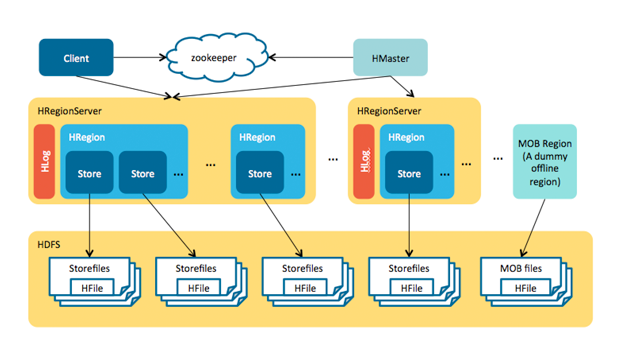 Client
zookeeper
HMaster
HRegionServer
HLog
HRegion
Store
Store
...
...
HRegion
Store
...
...
HRegionServer
HLog
HRegion
Store
...
...
...
MOB Region
(A dummy
offline
region)
HDFS
Storefiles
HFile
Storefiles
HFile
Storefiles
HFile
Storefiles
HFile
MOB files
HFile